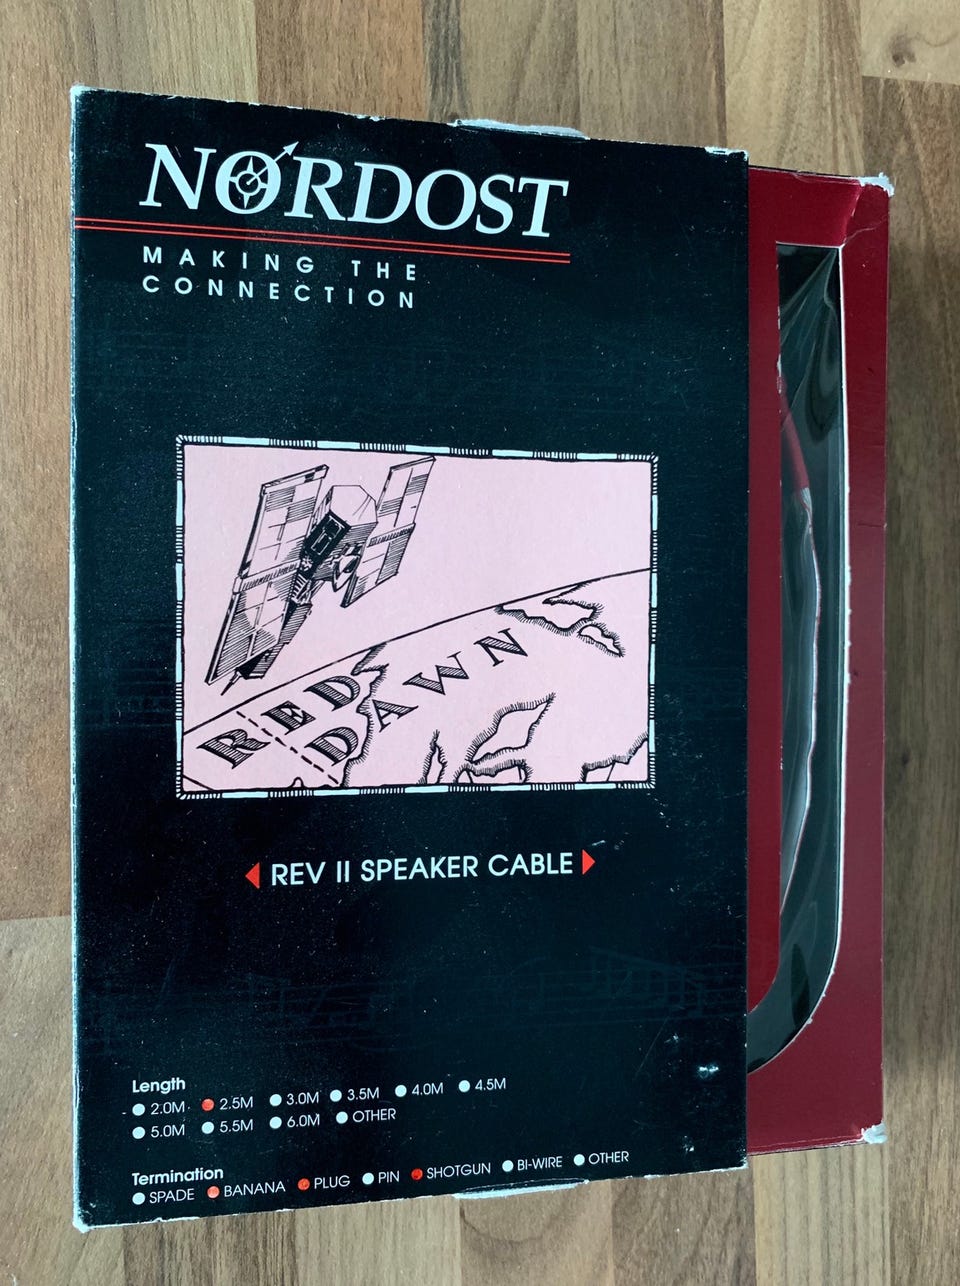 NORDOST
MAKING THE
CONNECTION
RED
DAWN
REV II SPEAKER CABLE
Length
2.0M 2.5M 3.0M 3.5M 4.0M 4.5M
5.0M 5.5M 6.0M OTHER
Termination
SPADE BANANA PLUG PIN SHOTGUN BI-WIRE OTHER